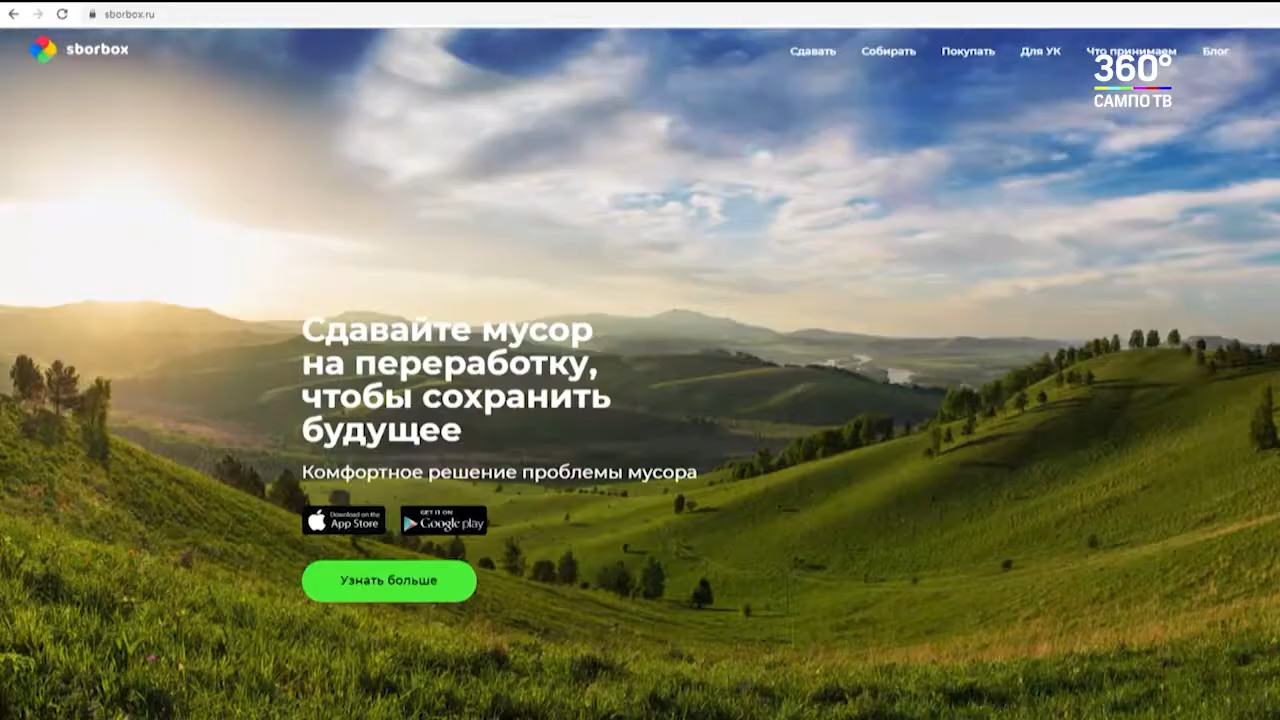 sborbox.ru
sborbox
Сдавать Собирать Покупать Для УК Что принимаем Блог
360°
САМПО ТВ
Сдавайте мусор
на переработку,
чтобы сохранить
будущее
Комфортное решение проблемы мусора
Download on the
App Store
GET IT ON
Google play
Узнать больше